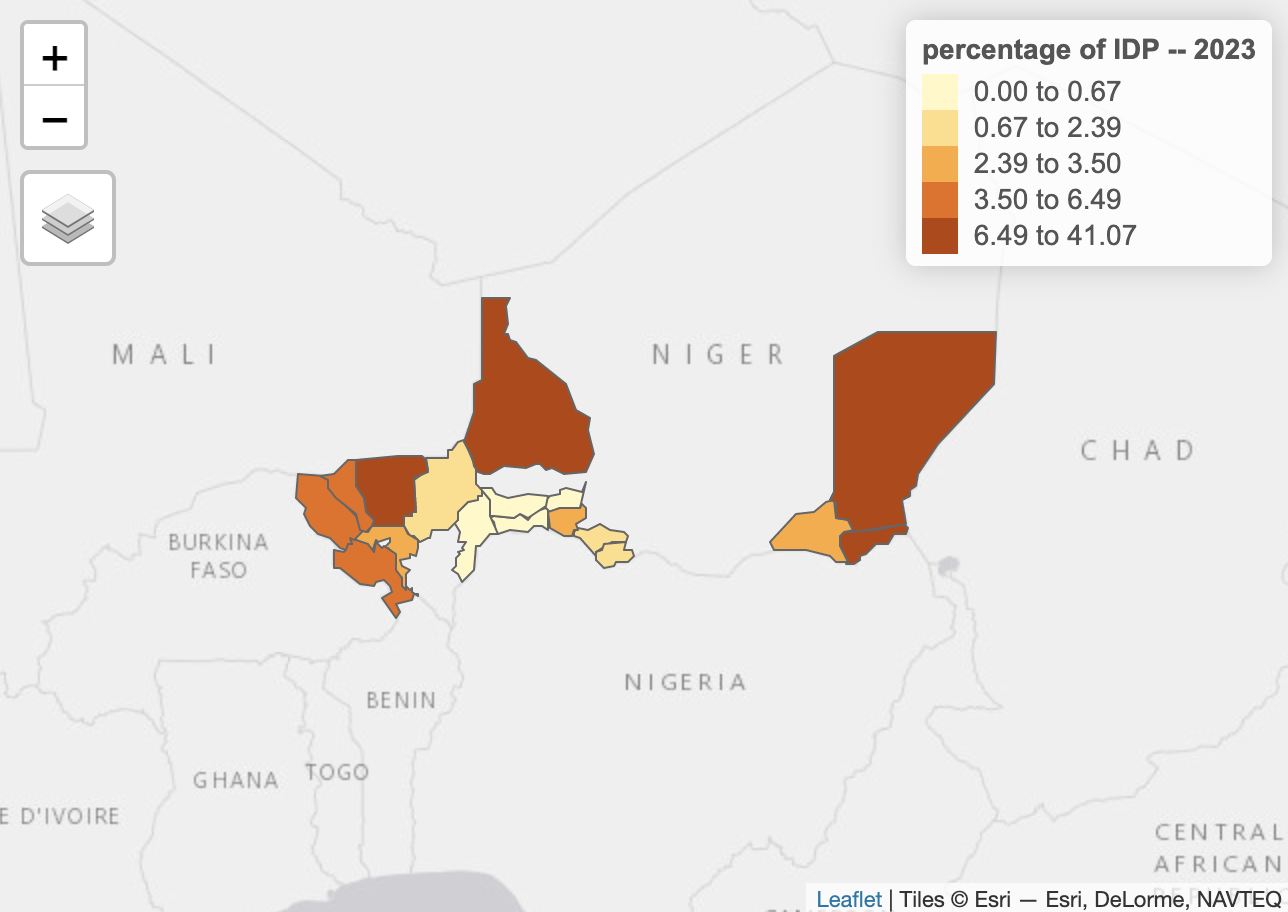 +
−
percentage of IDP -- 2023
0.00 to 0.67
0.67 to 2.39
2.39 to 3.50
3.50 to 6.49
6.49 to 41.07
MALI
NIGER
CHAD
BURKINA
FASO
NIGERIA
BENIN
GHANA
TOGO
E D'IVOIRE
CENTRAL
AFRICAN
Leaflet | Tiles © Esri — Esri, DeLorme, NAVTEQ